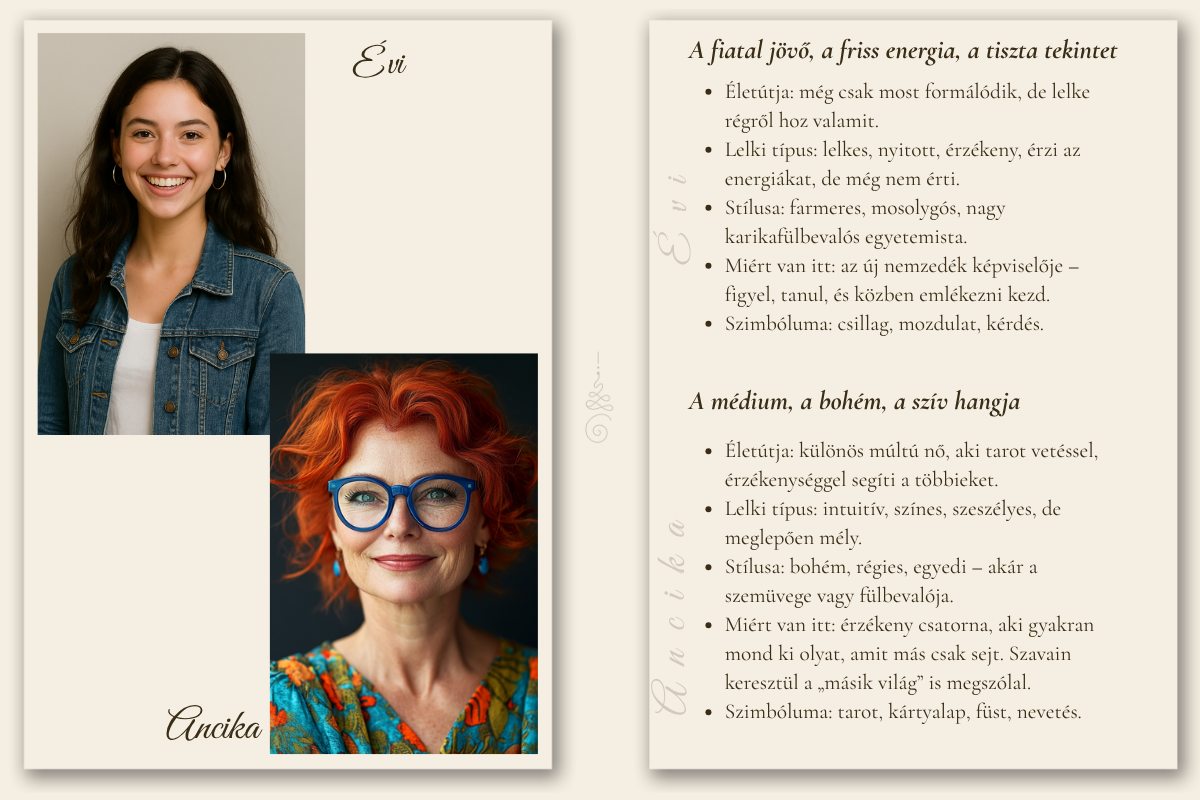 Évi
Ancika
A fiatal jövő, a friss energia, a tiszta tekintet
• Életútja: még csak most formálódik, de lelke
régről hoz valamit.
• Lelki típus: lelkes, nyitott, érzékeny, érzi az
energiákat, de még nem érti.
• Stílusa: farmeres, mosolygós, nagy
karikafülbevalós egyetemista.
• Miért van itt: az új nemzedék képviselője –
figyel, tanul, és közben emlékezni kezd.
• Szimbóluma: csillag, mozdulat, kérdés.
Évi
A médium, a bohém, a szív hangja
• Életútja: különös múltú nő, aki tarot vetéssel,
érzékenységgel segíti a többieket.
• Lelki típus: intuitív, színes, szeszélyes, de
meglepően mély.
• Stílusa: bohém, régies, egyedi – akár a
szemüvege vagy fülbevalója.
• Miért van itt: érzékeny csatorna, aki gyakran
mond ki olyat, amit más csak sejt. Szavain
keresztül a „másik világ” is megszólal.
• Szimbóluma: tarot, kártyalap, füst, nevetés.
Ancika